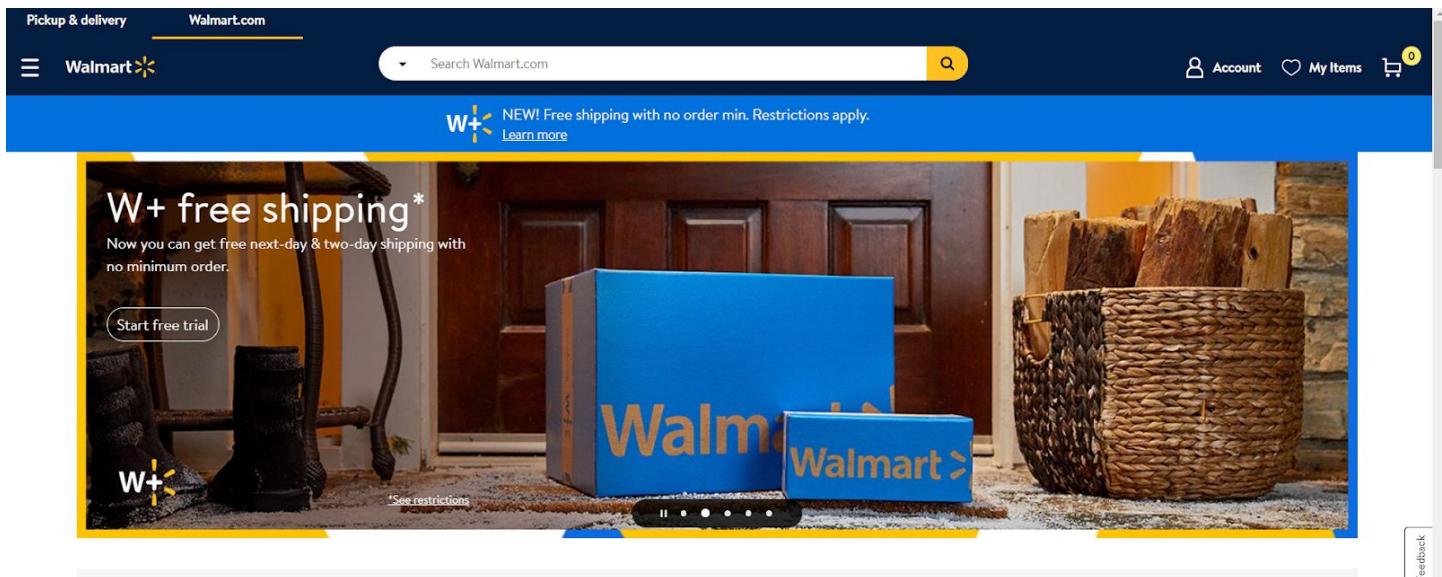 Pickup & delivery
Walmart.com
Walmart
Search Walmart.com
Account
My Items
0
W+
NEW! Free shipping with no order min. Restrictions apply.
Learn more
W+ free shipping*
Now you can get free next-day & two-day shipping with
no minimum order.
Start free trial
Walm
Walmart
W+
*See restrictions